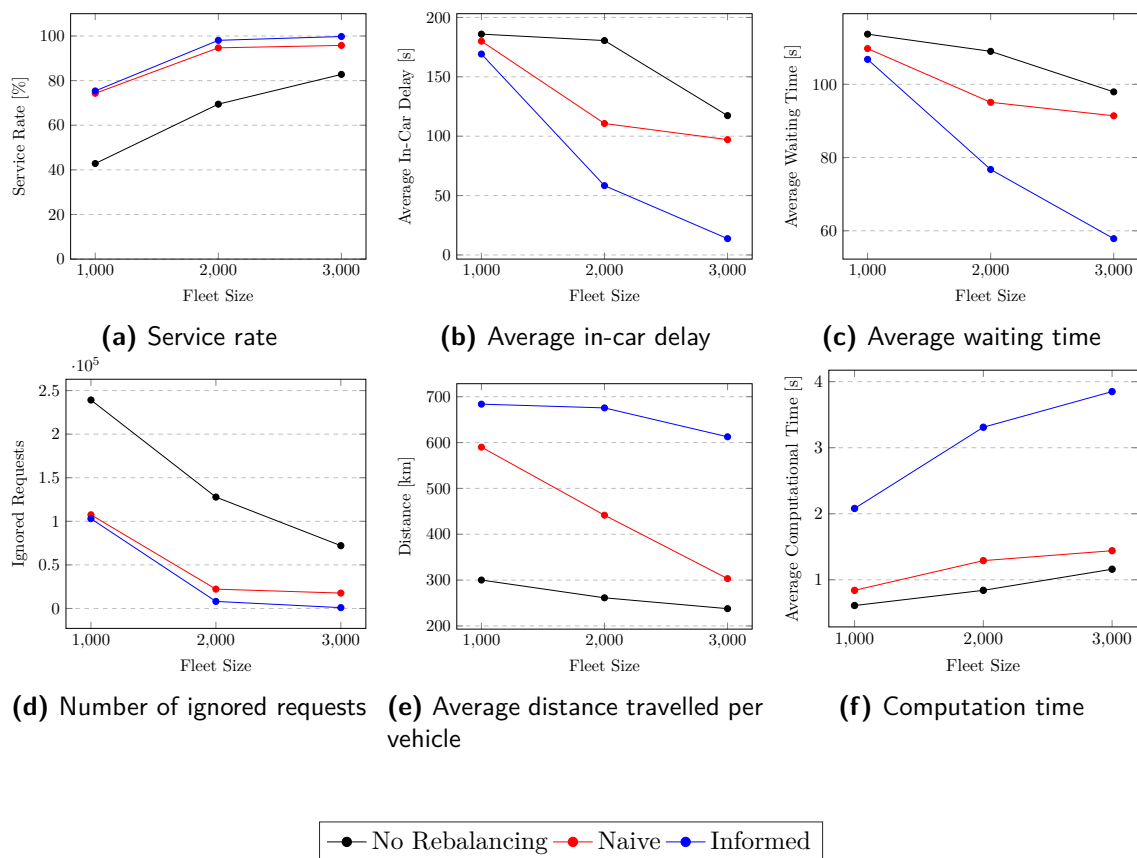 100
80
60
40
20
0
Service Rate [%]
1,000
2,000
3,000
Fleet Size
(a) Service rate
200
150
100
50
0
Average In-Car Delay [s]
1,000
2,000
3,000
Fleet Size
(b) Average in-car delay
100
80
60
Average Waiting Time [s]
1,000
2,000
3,000
Fleet Size
(c) Average waiting time
·10⁵
2.5
2
1.5
1
0.5
0
Ignored Requests
1,000
2,000
3,000
Fleet Size
(d) Number of ignored requests
700
600
500
400
300
200
Distance [km]
1,000
2,000
3,000
Fleet Size
(e) Average distance travelled per
vehicle
4
3
2
1
Average Computational Time [s]
1,000
2,000
3,000
Fleet Size
(f) Computation time
No Rebalancing Naive Informed